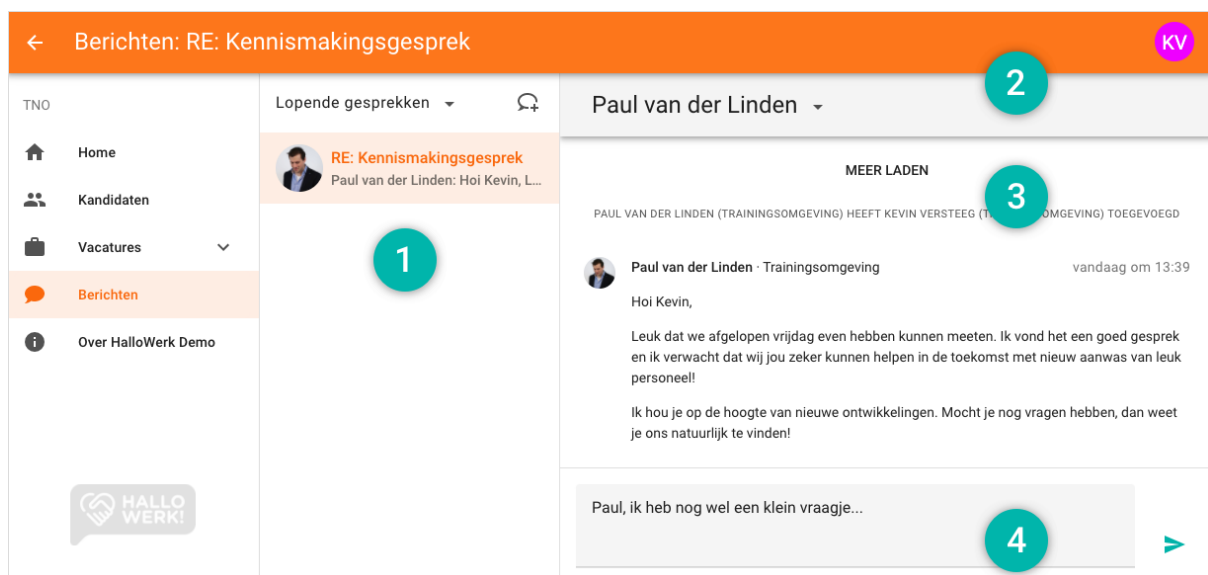 Berichten: RE: Kennismakingsgesprek
KV
TNO
Home
Kandidaten
Vacatures
Berichten
Over HalloWerk Demo
HALLO
WERK!
Lopende gesprekken
RE: Kennismakingsgesprek
Paul van der Linden: Hoi Kevin, L...
1
Paul van der Linden
2
MEER LADEN
3
PAUL VAN DER LINDEN (TRAININGSOMGEVING) HEEFT KEVIN VERSTEEG (T OMGEVING) TOEGEVOEGD
Paul van der Linden · Trainingsomgeving
vandaag om 13:39
Hoi Kevin,
Leuk dat we afgelopen vrijdag even hebben kunnen meeten. Ik vond het een goed gesprek
en ik verwacht dat wij jou zeker kunnen helpen in de toekomst met nieuw aanwas van leuk
personeel!
Ik hou je op de hoogte van nieuwe ontwikkelingen. Mocht je nog vragen hebben, dan weet
je ons natuurlijk te vinden!
Paul, ik heb nog wel een klein vraagje...
4